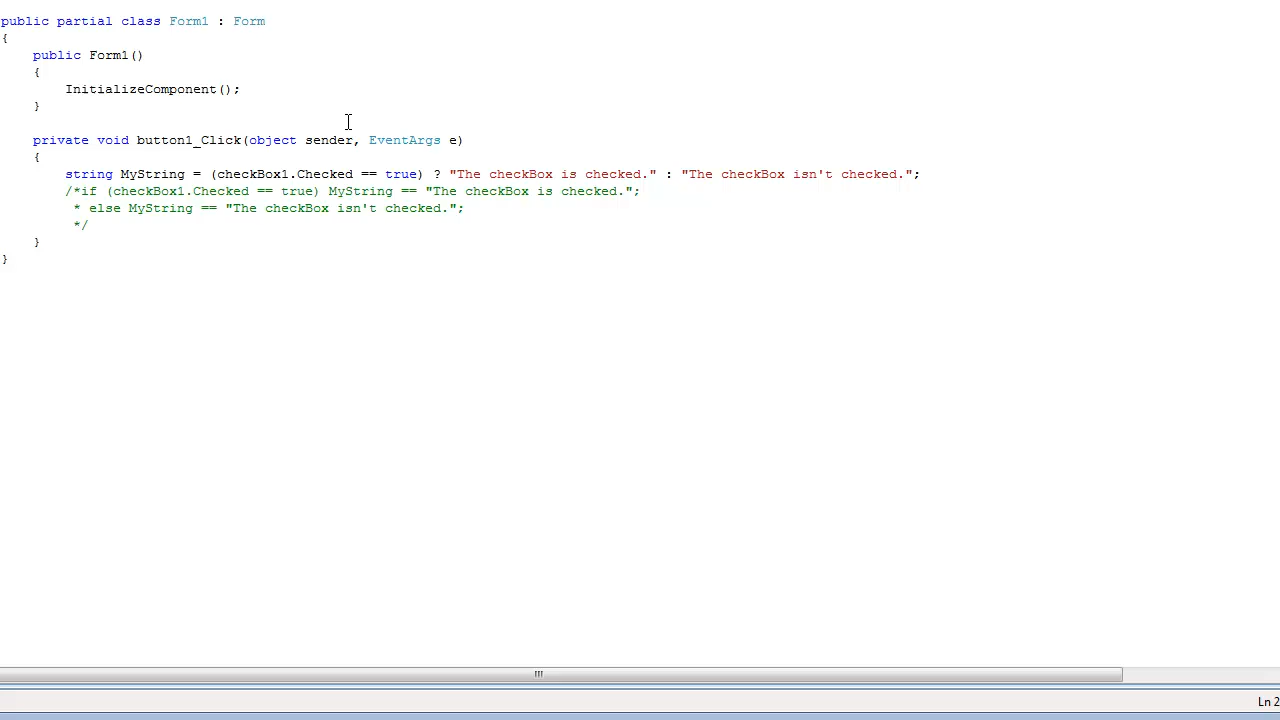 public partial class Form1 : Form
{
    public Form1()
    {
        InitializeComponent();
    }

    private void button1_Click(object sender, EventArgs e)
    {
        string MyString = (checkBox1.Checked == true) ? "The checkBox is checked." : "The checkBox isn't checked.";
        /*if (checkBox1.Checked == true) MyString == "The checkBox is checked.";
         * else MyString == "The checkBox isn't checked.";
         */
    }
}
Ln 2